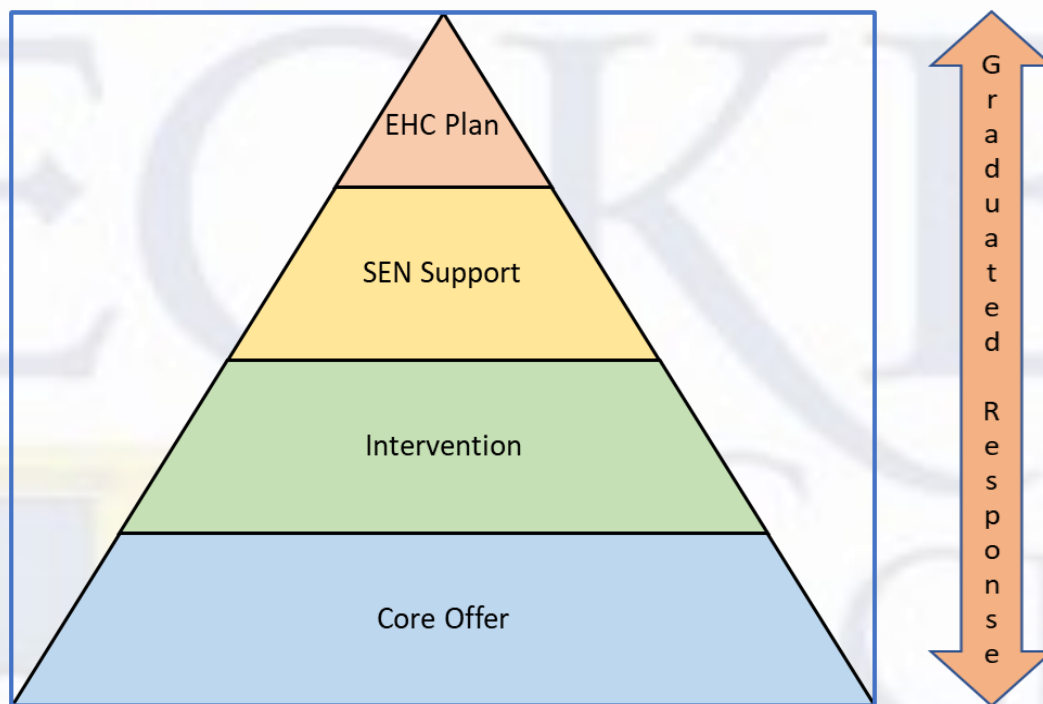 EHC Plan
SEN Support
Intervention
Core Offer
Graduated Response